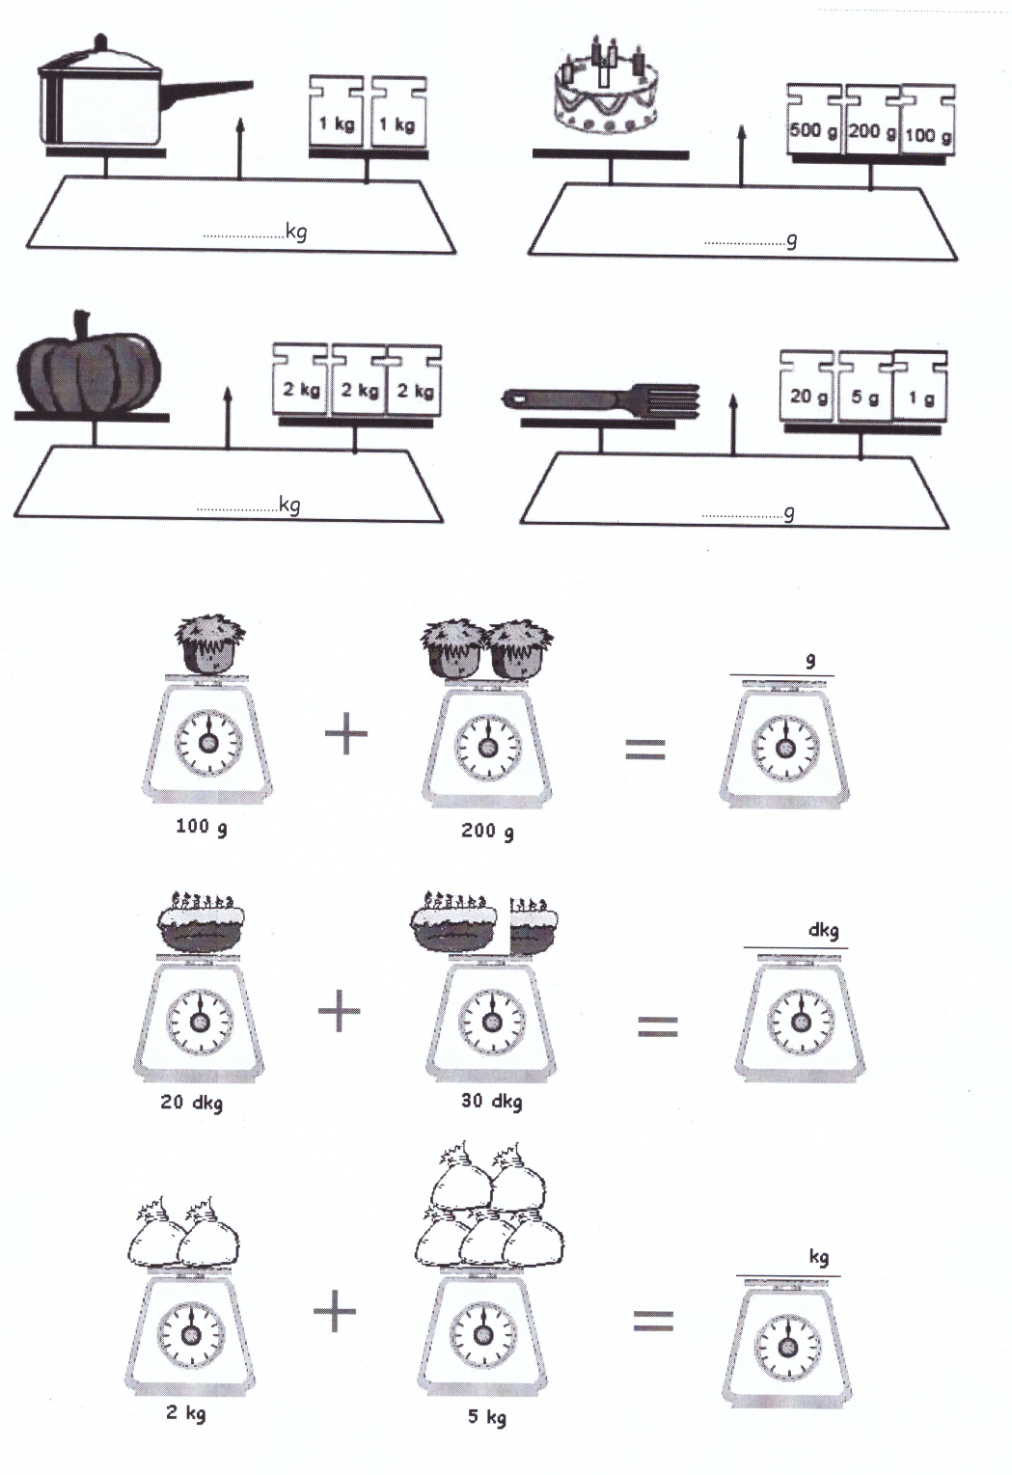 1 kg 1 kg
500 g 200 g 100 g
....................kg
....................g
2 kg 2 kg 2 kg
20 g 5 g 1 g
....................kg
....................g
g
+ =
100 g 200 g
dkg
+ =
20 dkg 30 dkg
kg
+ =
2 kg 5 kg